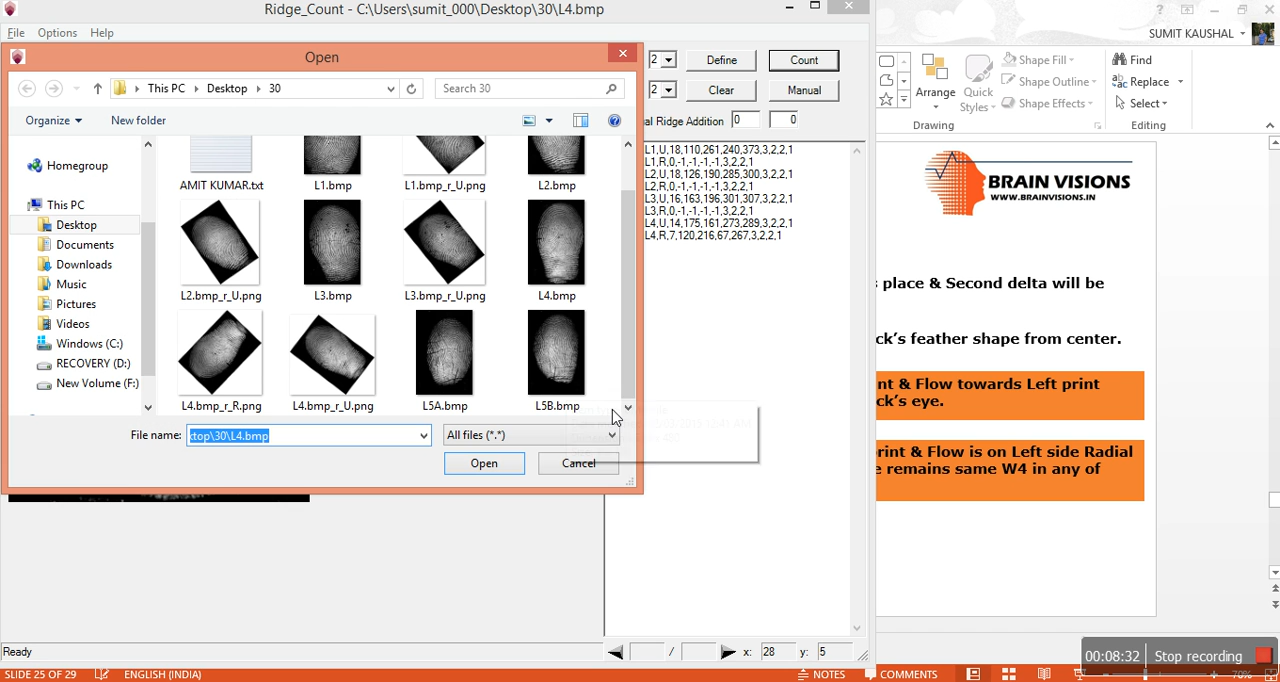 Ridge_Count - C:\Users\sumit_000\Desktop\30\L4.bmp
File Options Help
SUMIT KAUSHAL
Open
This PC
Desktop
30
Search 30
Organize
New folder
Homegroup
This PC
Desktop
Documents
Downloads
Music
Pictures
Videos
Windows (C:)
RECOVERY (D:)
New Volume (F:)
AMIT KUMAR.txt
L1.bmp
L1.bmp_r_U.png
L2.bmp
L2.bmp_r_U.png
L3.bmp
L3.bmp_r_U.png
L4.bmp
L4.bmp_r_R.png
L4.bmp_r_U.png
L5A.bmp
L5B.bmp
File name:
ktop\30\L4.bmp
All files (*.*)
Open
Cancel
2
Define
Count
2
Clear
Manual
al Ridge Addition
0
0
L1,U,18,110,261,240,373,3,2,2,1
L1,R,0,-1,-1,-1,-1,3,2,2,1
L2,U,18,126,190,285,300,3,2,2,1
L2,R,0,-1,-1,-1,-1,3,2,2,1
L3,U,16,163,196,301,307,3,2,2,1
L3,R,0,-1,-1,-1,-1,3,2,2,1
L4,U,14,175,161,273,289,3,2,2,1
L4,R,7,120,216,67,267,3,2,2,1
Arrange
Quick Styles
Shape Fill
Shape Outline
Shape Effects
Drawing
Find
Replace
Select
Editing
BRAIN VISIONS
WWW.BRAINVISIONS.IN
place & Second delta will be
ck's feather shape from center.
nt & Flow towards Left print
ck's eye.
rint & Flow is on Left side Radial
e remains same W4 in any of
Ready
/
x: 28 y: 5
00:08:32 Stop recording
SLIDE 25 OF 29
ENGLISH (INDIA)
NOTES
COMMENTS
70%